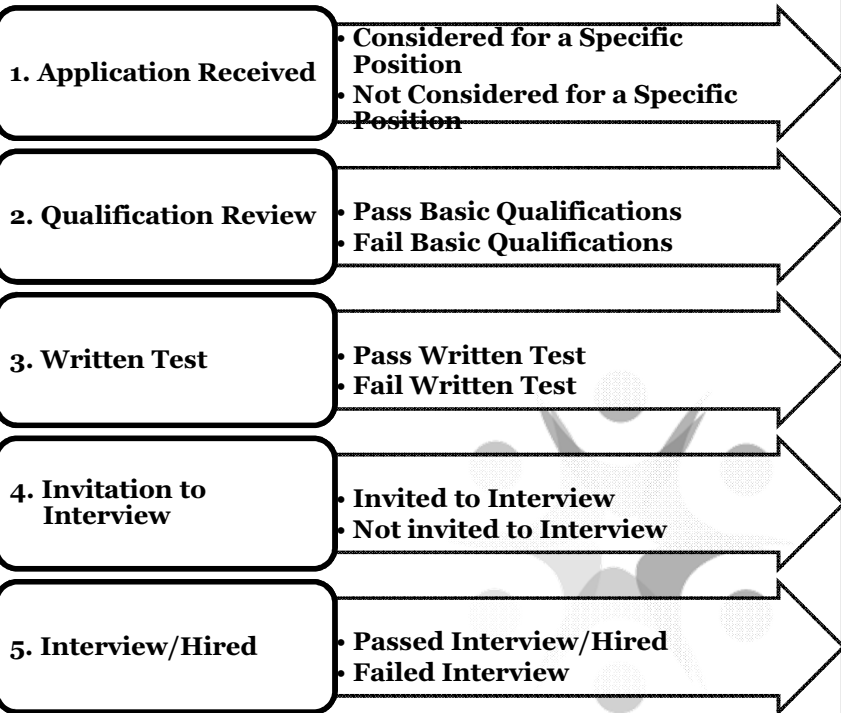 1. Application Received
• Considered for a Specific
Position
• Not Considered for a Specific
Position
2. Qualification Review
• Pass Basic Qualifications
• Fail Basic Qualifications
3. Written Test
• Pass Written Test
• Fail Written Test
4. Invitation to
Interview
• Invited to Interview
• Not invited to Interview
5. Interview/Hired
• Passed Interview/Hired
• Failed Interview